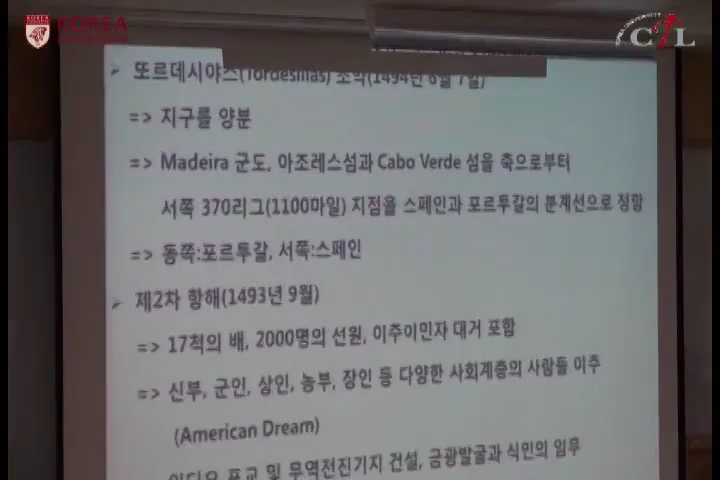 KOREA
CTL
또르데시야스(Tordesillas) 조약(1494년 6월 7일)
=> 지구를 양분
=> Madeira 군도, 아조레스섬과 Cabo Verde 섬을 축으로부터
서쪽 370리그(1100마일) 지점을 스페인과 포르투갈의 분계선으로 정함
=> 동쪽:포르투갈, 서쪽:스페인
제2차 항해(1493년 9월)
=> 17척의 배, 2000명의 선원, 이주이민자 대거 포함
=> 신부, 군인, 상인, 농부, 장인 등 다양한 사회계층의 사람들 이주
(American Dream)
인디오 포교 및 무역전진기지 건설, 금광발굴과 식민의 임무